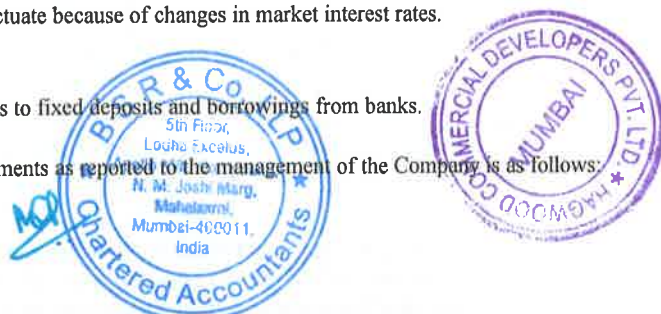 ctuate because of changes in market interest rates.
s to fixed deposits and borrowings from banks.
ments as reported to the management of the Company is as follows:
B S R & Co. LLP
5th Floor,
Lodha Excelus,
N. M. Joshi Marg,
Mahalaxmi,
Mumbai-400011.
India
Chartered Accountants
HAGWOOD COMMERCIAL DEVELOPERS PVT. LTD.
MUMBAI